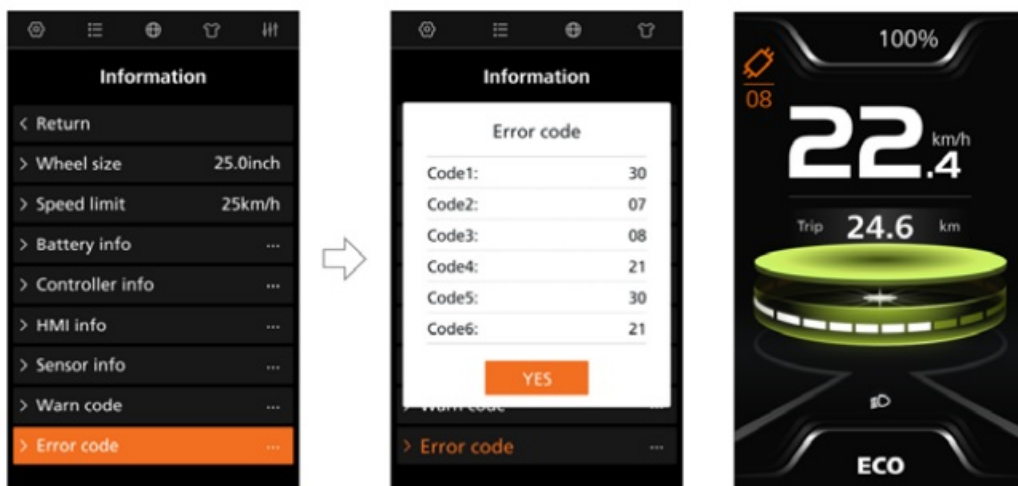 Information
< Return
> Wheel size 25.0inch
> Speed limit 25km/h
> Battery info ...
> Controller info ...
> HMI info ...
> Sensor info ...
> Warn code ...
> Error code ...
Information
Error code
Code1: 30
Code2: 07
Code3: 08
Code4: 21
Code5: 30
Code6: 21
YES
> Warn code ...
> Error code ...
100%
08
22.4 km/h
Trip 24.6 km
ECO